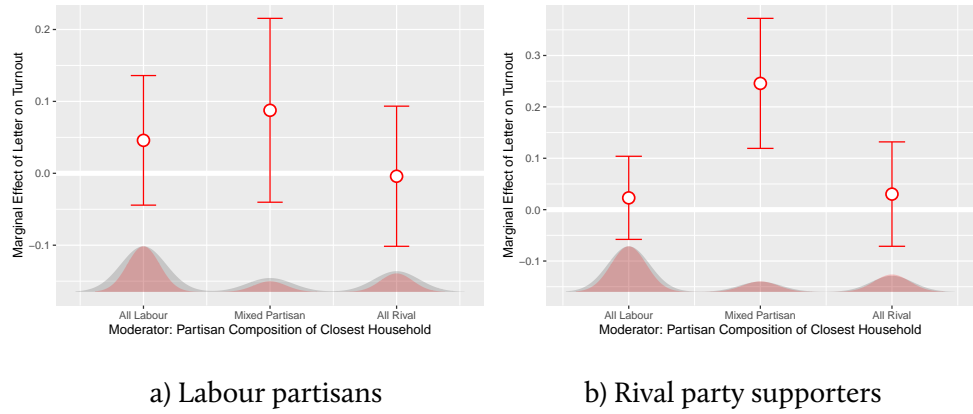 Marginal Effect of Letter on Turnout
0.2
0.1
0.0
−0.1
All Labour Mixed Partisan All Rival
Moderator: Partisan Composition of Closest Household
a) Labour partisans
Marginal Effect of Letter on Turnout
0.3
0.2
0.1
0.0
−0.1
All Labour Mixed Partisan All Rival
Moderator: Partisan Composition of Closest Household
b) Rival party supporters